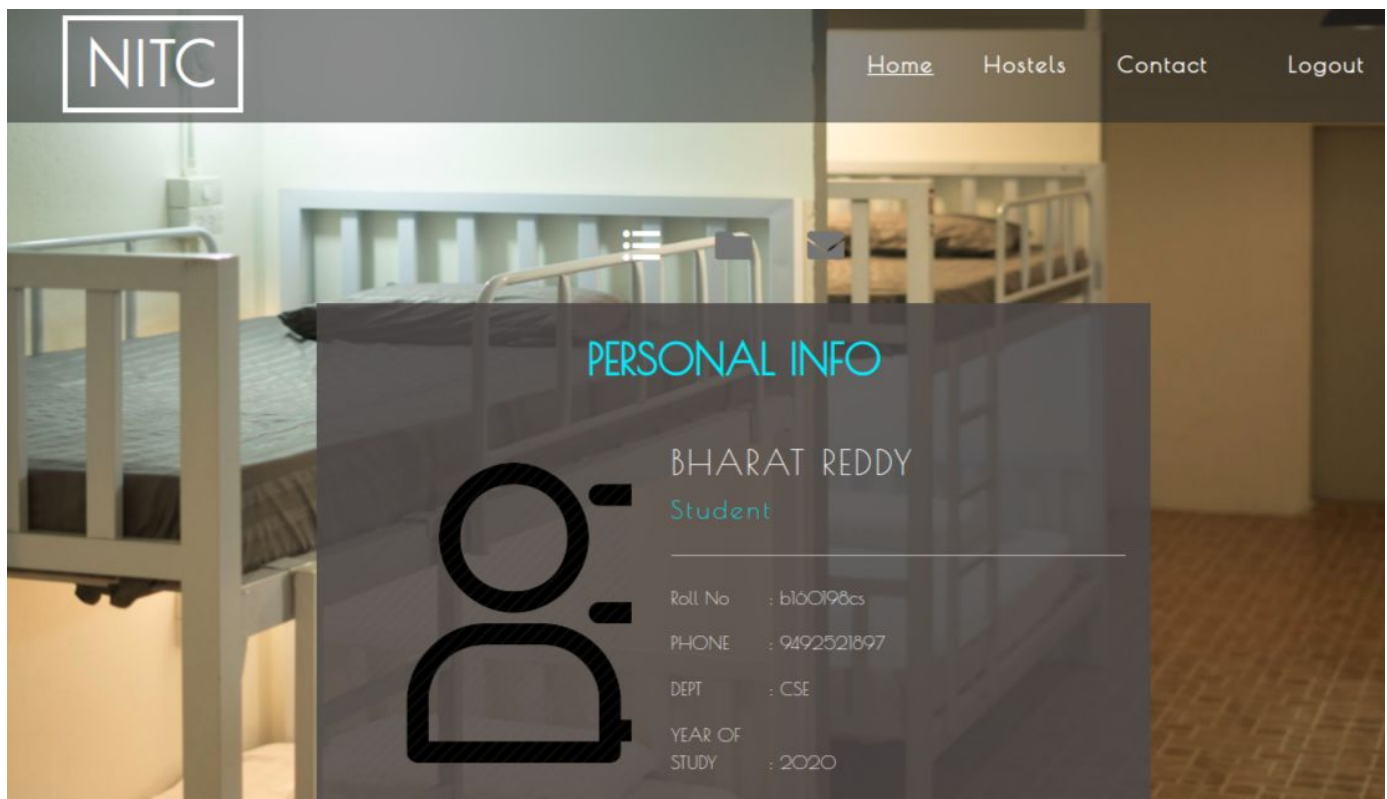 NITC
Home Hostels Contact Logout
PERSONAL INFO
BHARAT REDDY
Student
Roll No : b160198cs
PHONE : 9492521897
DEPT : CSE
YEAR OF
STUDY : 2020